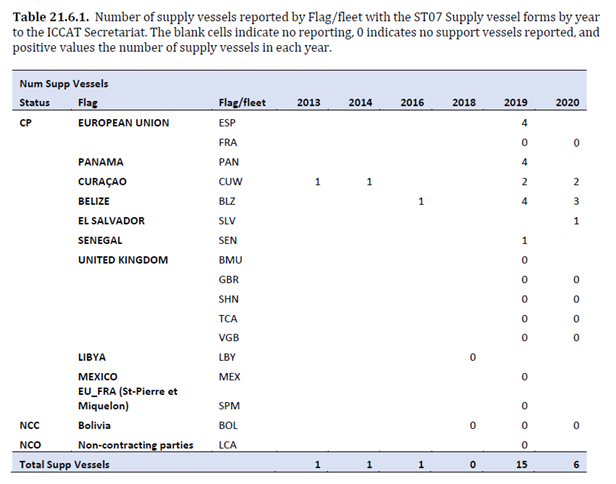 Table 21.6.1. Number of supply vessels reported by Flag/fleet with the ST07 Supply vessel forms by year
to the ICCAT Secretariat. The blank cells indicate no reporting, 0 indicates no support vessels reported, and
positive values the number of supply vessels in each year.
Num Supp Vessels
Status Flag Flag/fleet 2013 2014 2016 2018 2019 2020
CP EUROPEAN UNION ESP 4
FRA 0 0
PANAMA PAN 4
CURAÇAO CUW 1 1 2 2
BELIZE BLZ 1 4 3
EL SALVADOR SLV 1
SENEGAL SEN 1
UNITED KINGDOM BMU 0
GBR 0 0
SHN 0 0
TCA 0 0
VGB 0 0
LIBYA LBY 0
MEXICO MEX 0
EU_FRA (St-Pierre et
Miquelon) SPM 0
NCC Bolivia BOL 0 0 0
NCO Non-contracting parties LCA 0
Total Supp Vessels 1 1 1 0 15 6